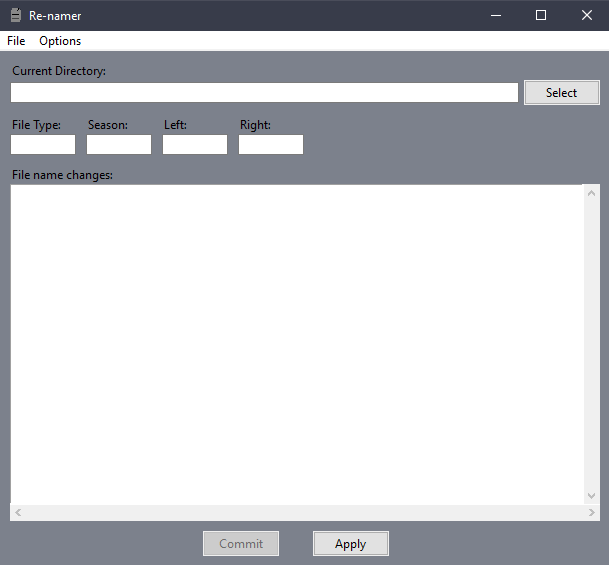 Re-namer
File Options
Current Directory:
Select
File Type: Season: Left: Right:
File name changes:
Commit Apply